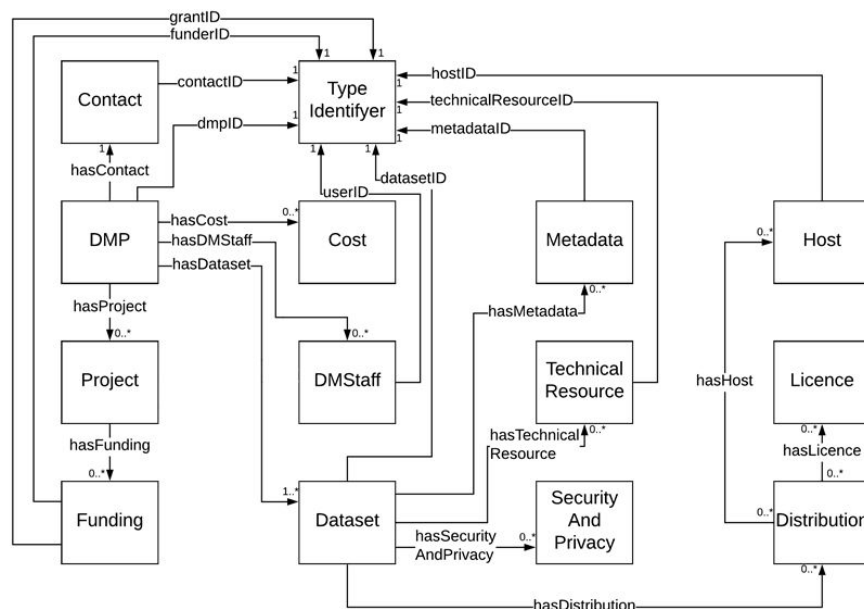 grantID
funderID
1
1
Contact
contactID
1
Type
Identifyer
1
hostID
1
technicalResourceID
dmpID
1
1
metadataID
1
1
1
hasContact
userID
datasetID
DMP
hasCost
0..*
hasDMStaff
hasDataset
Cost
Metadata
0..*
Host
hasProject
0..*
0..*
hasMetadata
0..*
Project
DMStaff
Technical
Resource
hasHost
Licence
hasFunding
0..*
hasTechnical
Resource
0..*
0..*
hasLicence
Funding
1..*
Dataset
hasSecurity
AndPrivacy
0..*
Security
And
Privacy
0..*
Distribution
0..*
hasDistribution